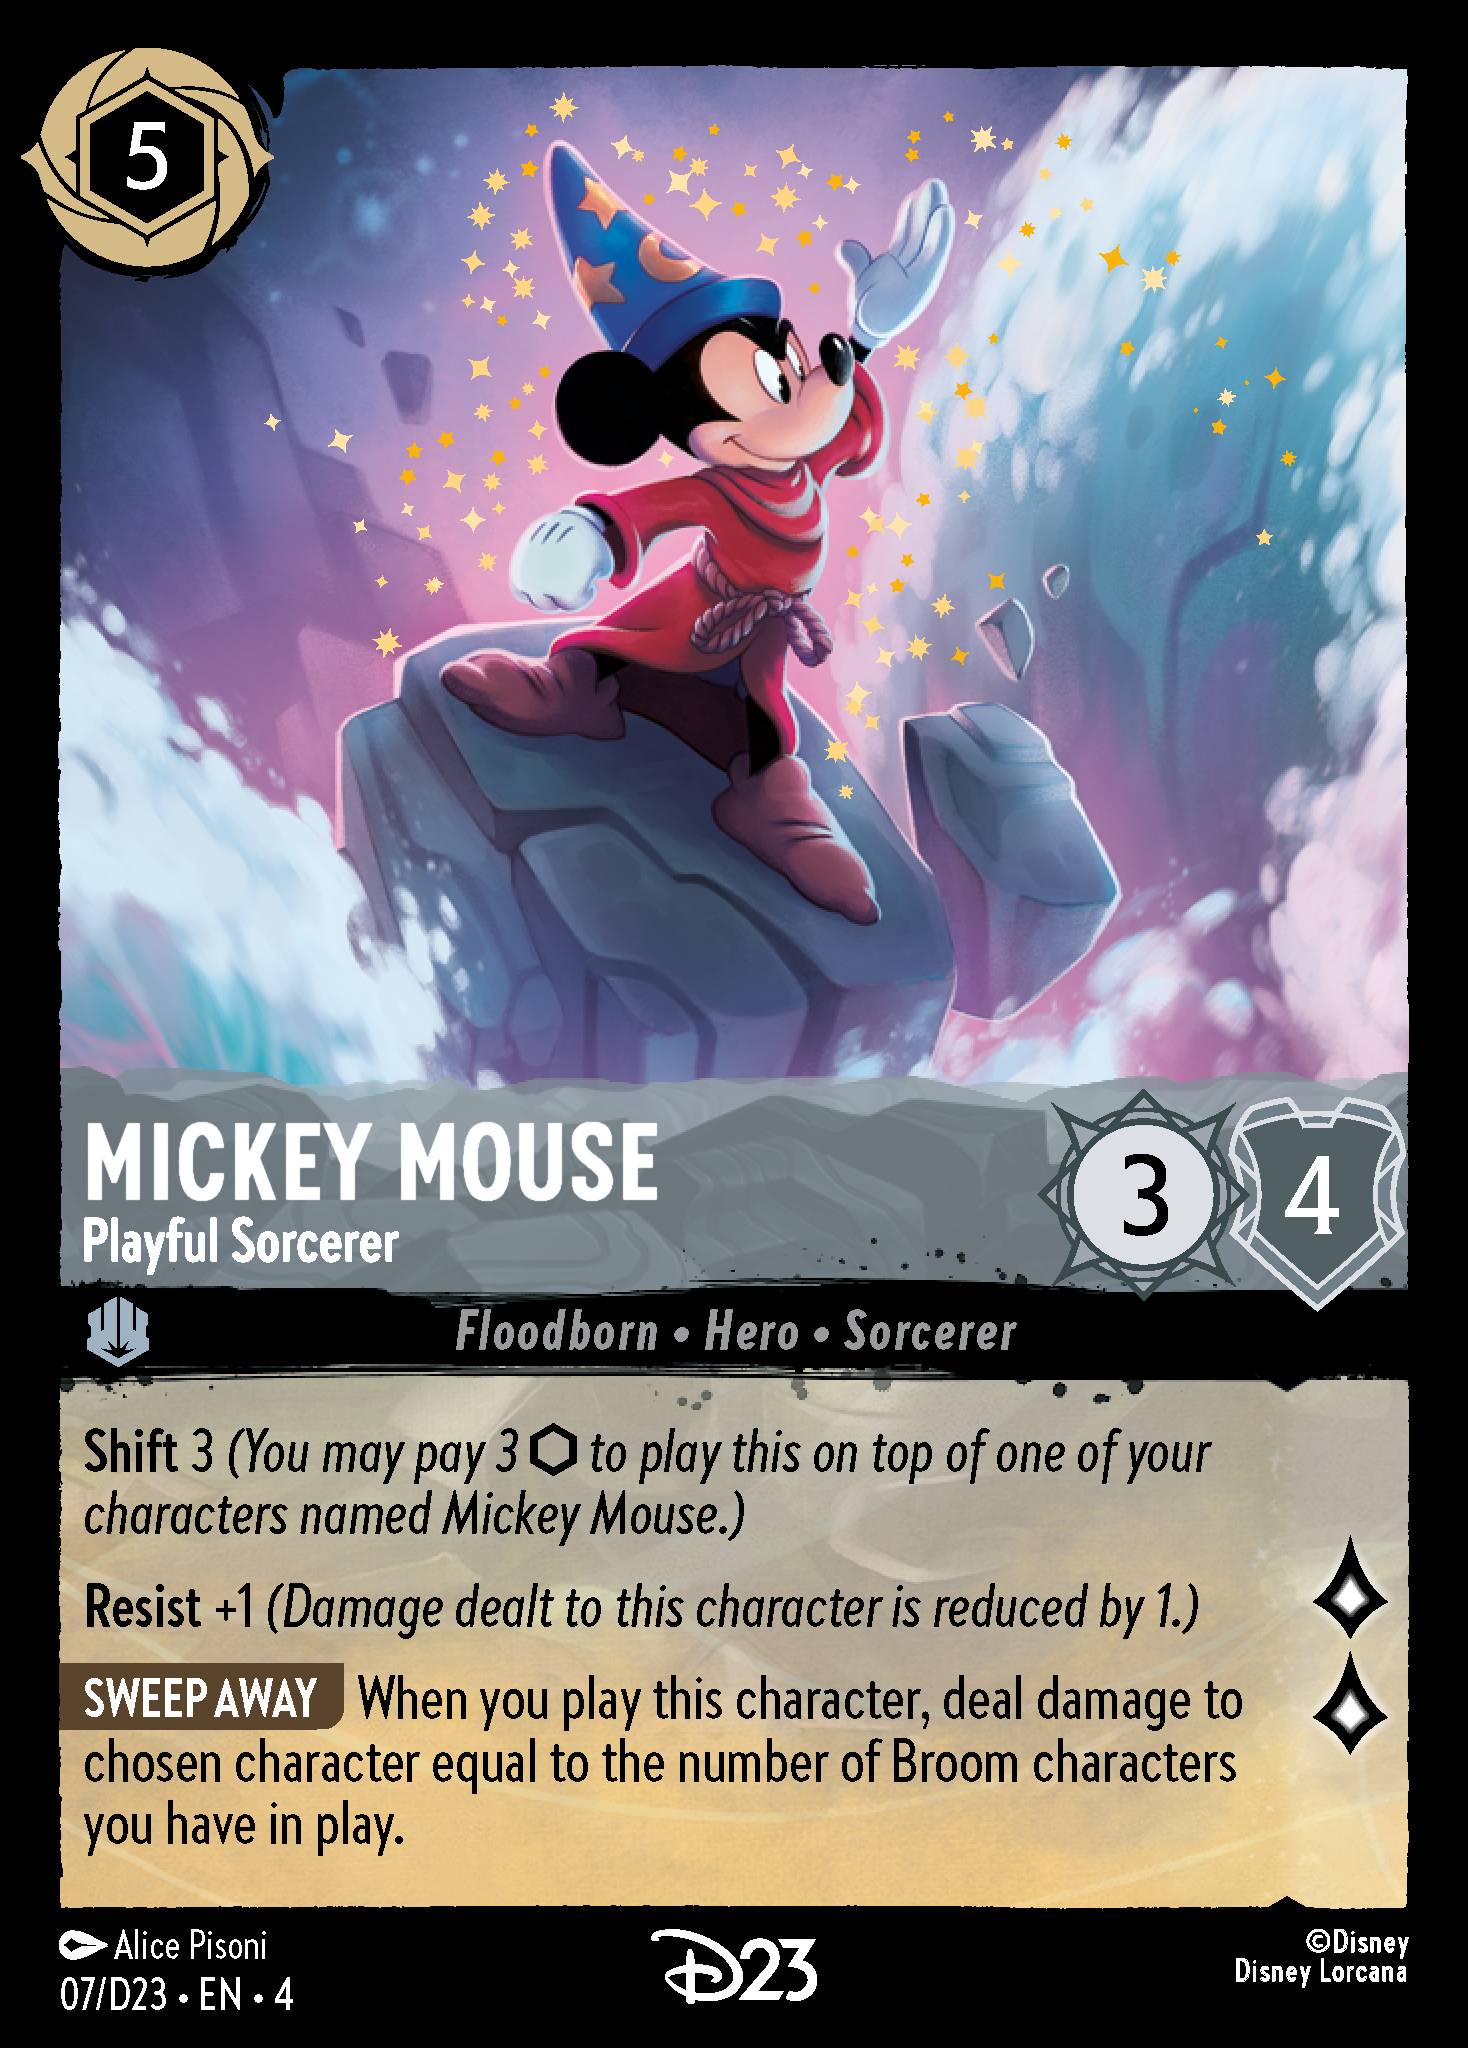 5
MICKEY MOUSE
Playful Sorcerer
3
4
Floodborn • Hero • Sorcerer
Shift 3 (You may pay 3 ⬡ to play this on top of one of your
characters named Mickey Mouse.)
Resist +1 (Damage dealt to this character is reduced by 1.)
SWEEP AWAY When you play this character, deal damage to
chosen character equal to the number of Broom characters
you have in play.
Alice Pisoni
07/D23 • EN • 4
D23
©Disney
Disney Lorcana